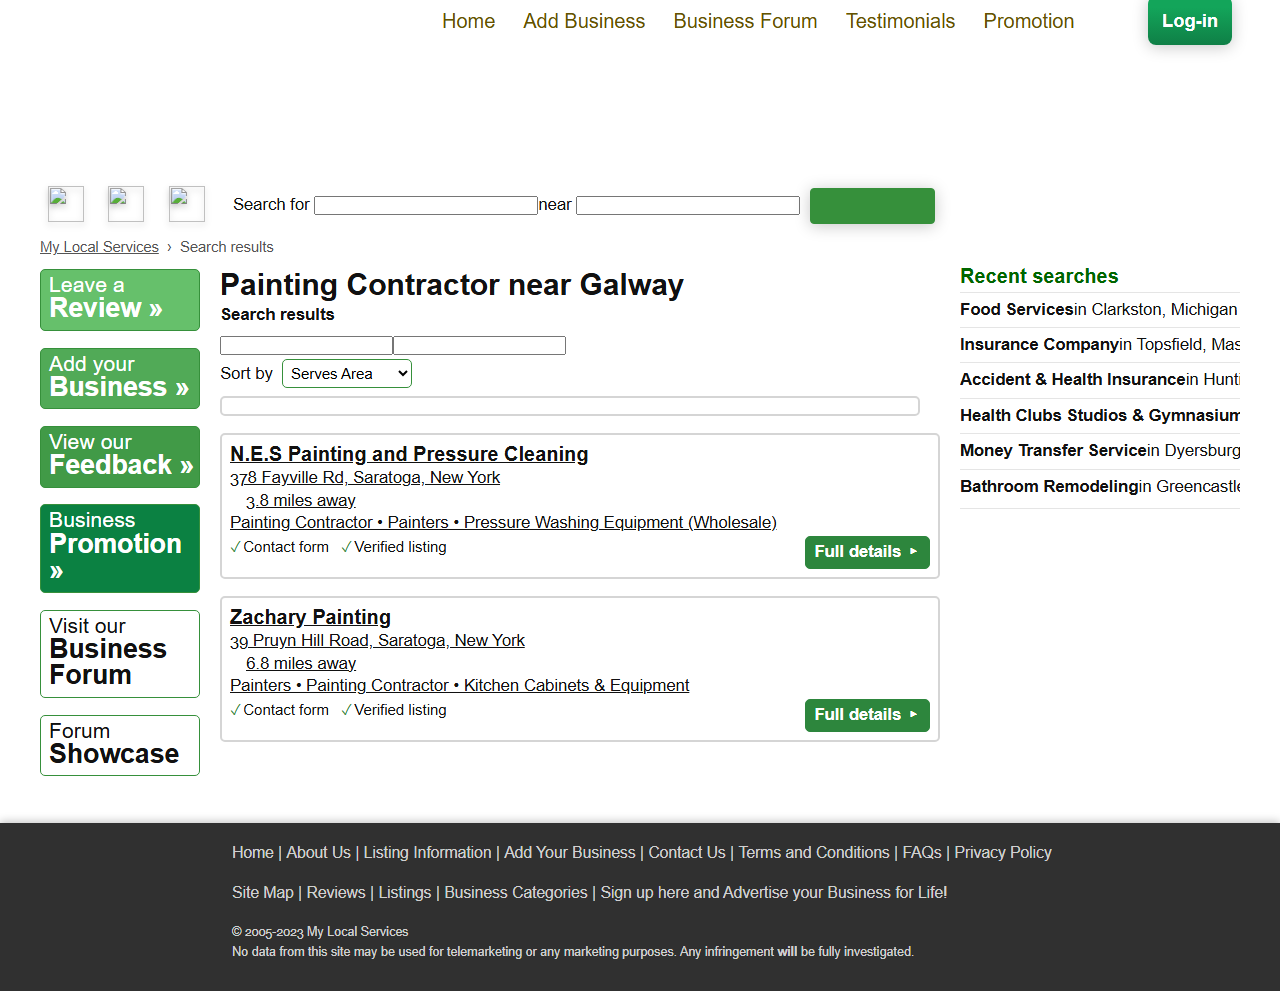 Home Add Business Business Forum Testimonials Promotion Log-in
Search for near
My Local Services › Search results
Leave a
Review »
Add your
Business »
View our
Feedback »
Business
Promotion
»
Visit our
Business
Forum
Forum
Showcase
Painting Contractor near Galway
Search results
Sort by Serves Area
N.E.S Painting and Pressure Cleaning
378 Fayville Rd, Saratoga, New York
3.8 miles away
Painting Contractor • Painters • Pressure Washing Equipment (Wholesale)
✓Contact form ✓Verified listing
Full details ►
Zachary Painting
39 Pruyn Hill Road, Saratoga, New York
6.8 miles away
Painters • Painting Contractor • Kitchen Cabinets & Equipment
✓Contact form ✓Verified listing
Full details ►
Recent searches
Food Servicesin Clarkston, Michigan
Insurance Companyin Topsfield, Mas
Accident & Health Insurancein Hunti
Health Clubs Studios & Gymnasium
Money Transfer Servicein Dyersburg
Bathroom Remodelingin Greencastle
Home | About Us | Listing Information | Add Your Business | Contact Us | Terms and Conditions | FAQs | Privacy Policy
Site Map | Reviews | Listings | Business Categories | Sign up here and Advertise your Business for Life!
© 2005-2023 My Local Services
No data from this site may be used for telemarketing or any marketing purposes. Any infringement will be fully investigated.